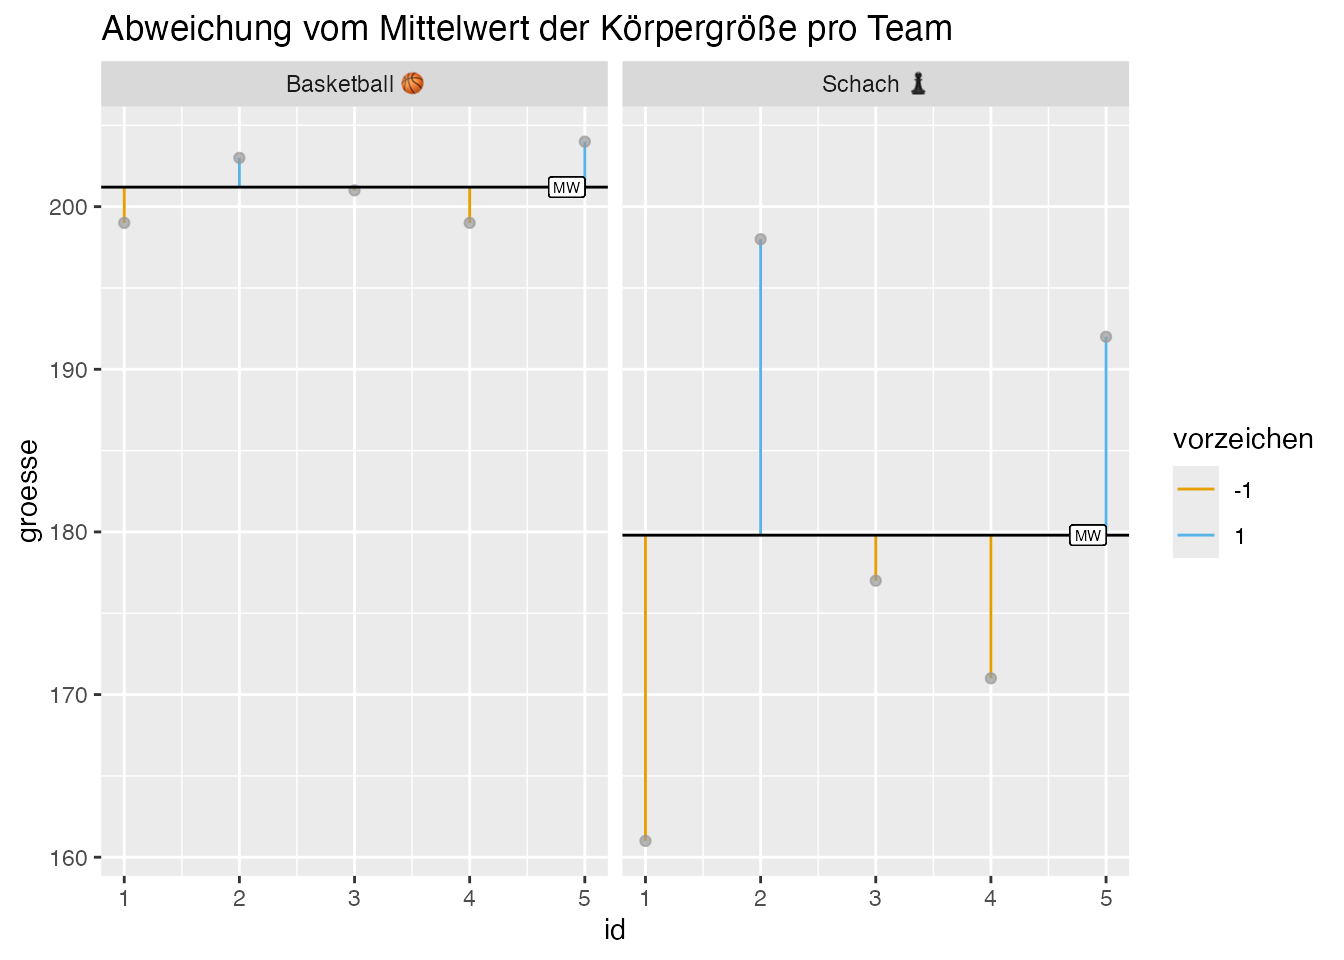 Abweichung vom Mittelwert der Körpergröße pro Team
Basketball 🏀
Schach ♟
MW
MW
200
190
180
170
160
groesse
1 2 3 4 5
1 2 3 4 5
id
vorzeichen
-1
1